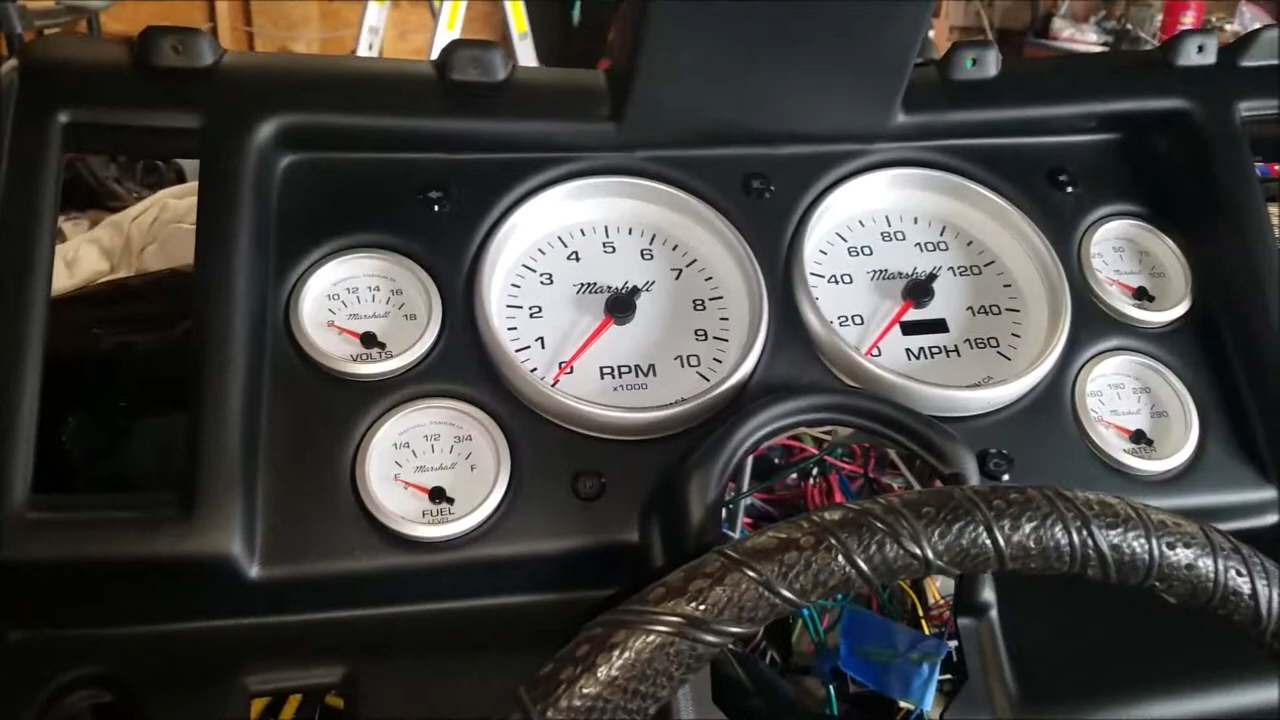 10 12 14 16
8 18
Marshall
VOLTS
1/4 1/2 3/4
E F
Marshall
FUEL
LEVEL
0 1 2 3 4 5 6 7 8 9 10
Marshall
RPM
x1000
0 20 40 60 80 100 120 140 160
Marshall
MPH
25 50 75 100
Marshall
190 220
280
Marshall
WATER